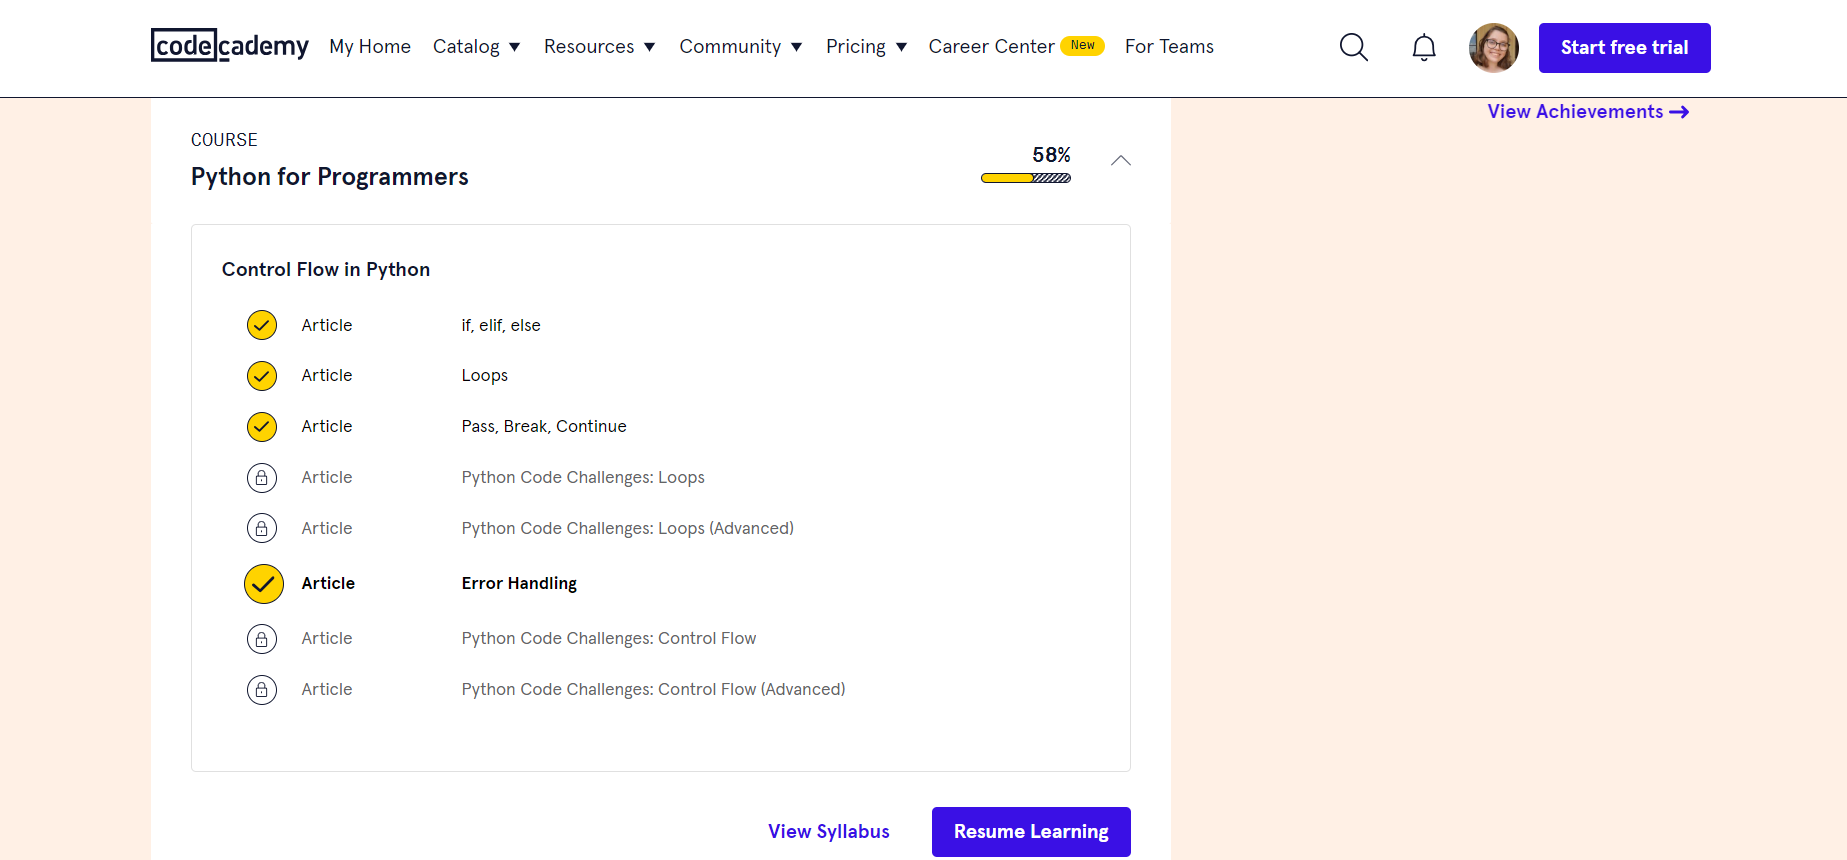 codecademy My Home Catalog Resources Community Pricing Career Center New For Teams Start free trial
View Achievements
COURSE
Python for Programmers
58%
Control Flow in Python
Article if, elif, else
Article Loops
Article Pass, Break, Continue
Article Python Code Challenges: Loops
Article Python Code Challenges: Loops (Advanced)
Article Error Handling
Article Python Code Challenges: Control Flow
Article Python Code Challenges: Control Flow (Advanced)
View Syllabus Resume Learning